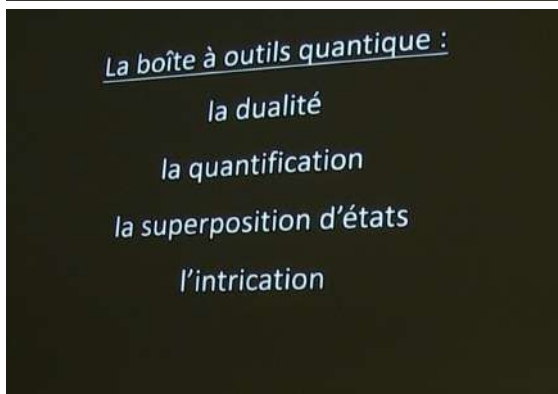 La boîte à outils quantique :
la dualité
la quantification
la superposition d'états
l'intrication